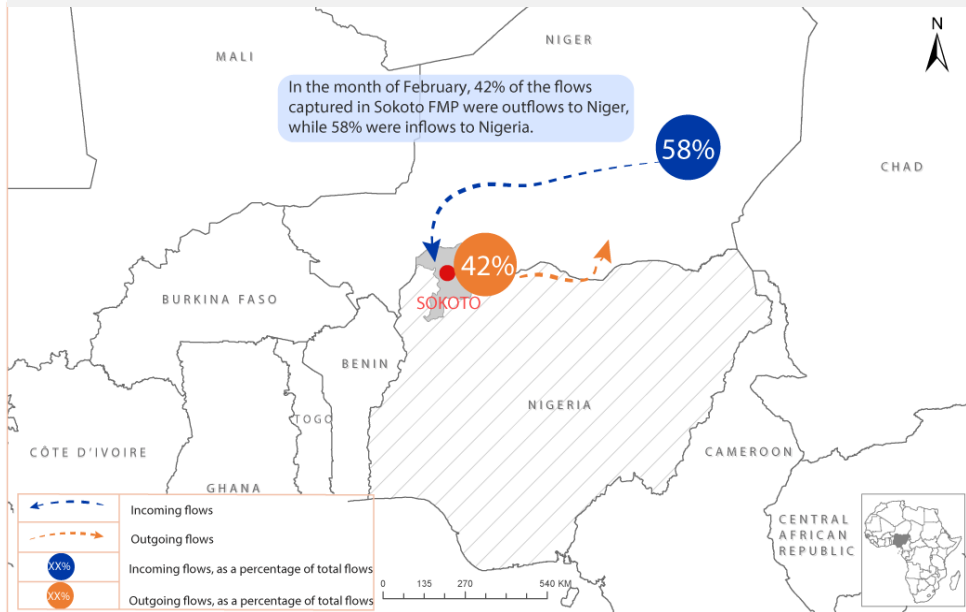 N
NIGER
MALI
In the month of February, 42% of the flows
captured in Sokoto FMP were outflows to Niger,
while 58% were inflows to Nigeria.
58%
CHAD
42%
SOKOTO
BURKINA FASO
BENIN
NIGERIA
TOGO
CÔTE D'IVOIRE
CAMEROON
GHANA
Incoming flows
Outgoing flows
XX%
Incoming flows, as a percentage of total flows
XX%
Outgoing flows, as a percentage of total flows
0 135 270 540 KM
CENTRAL
AFRICAN
REPUBLIC